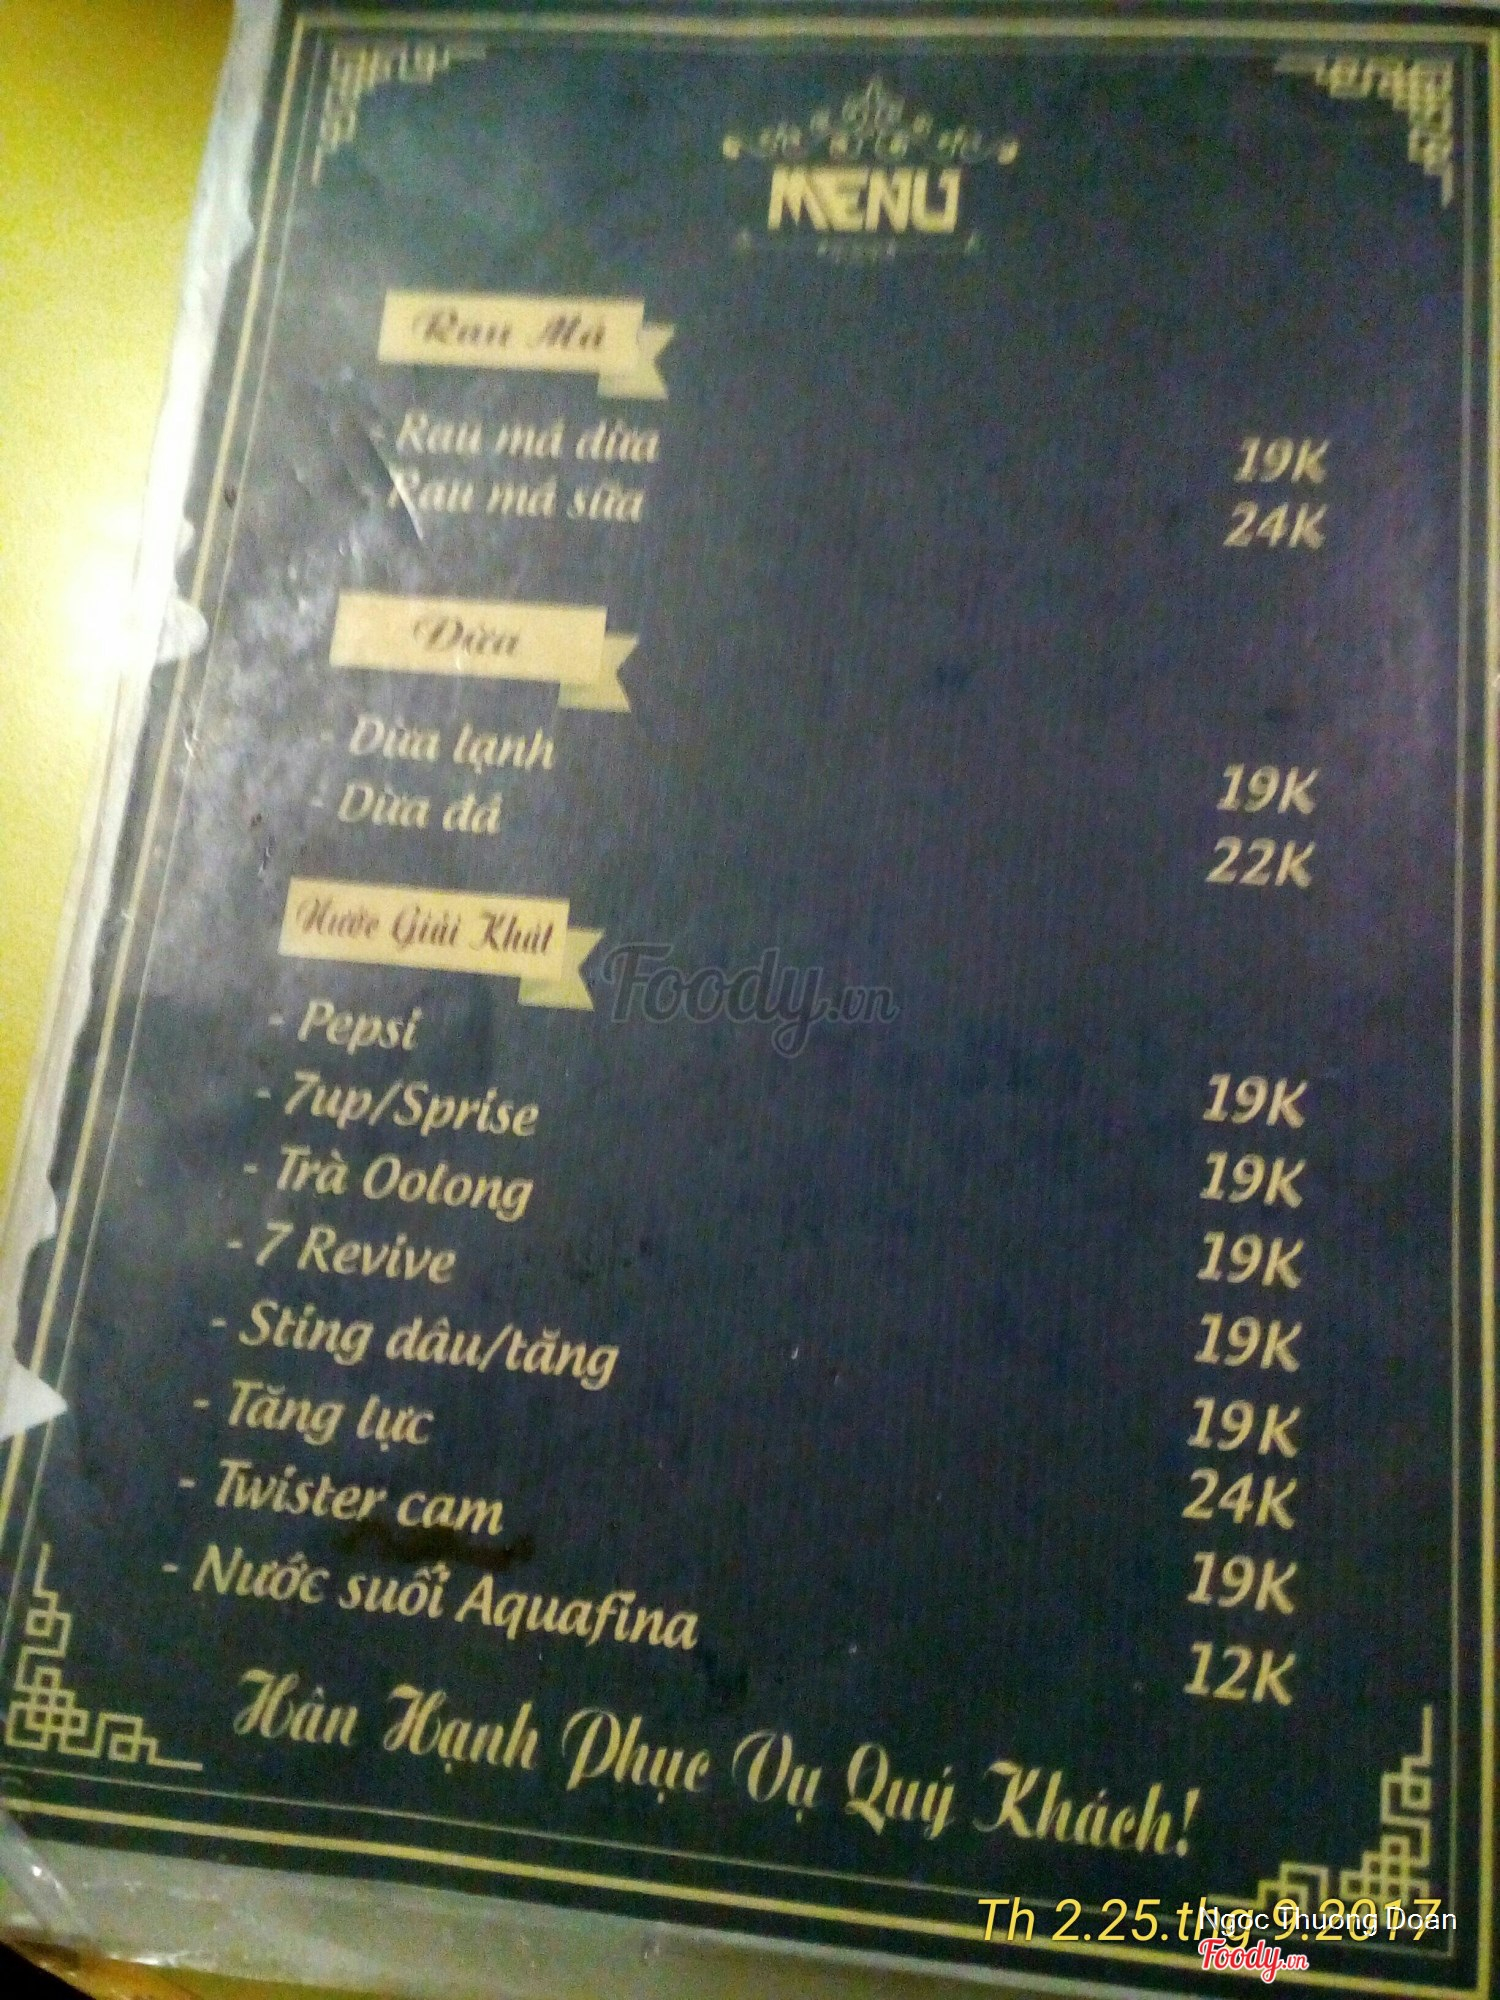 MENU
Rau Má
- Rau má dừa 19K
Rau má sữa 24K
Dừa
- Dừa lạnh 19K
- Dừa đá 22K
Nước Giải Khát
- Pepsi 19K
- 7up/Sprise 19K
- Trà Oolong 19K
- 7 Revive 19K
- Sting dâu/tăng 19K
- Tăng lực 24K
- Twister cam 19K
- Nước suối Aquafina 12K
Hân Hạnh Phục Vụ Quý Khách!
Foody.vn
Th 2.25.thg 9.2017
Ngọc Thương Doan
Foody.vn